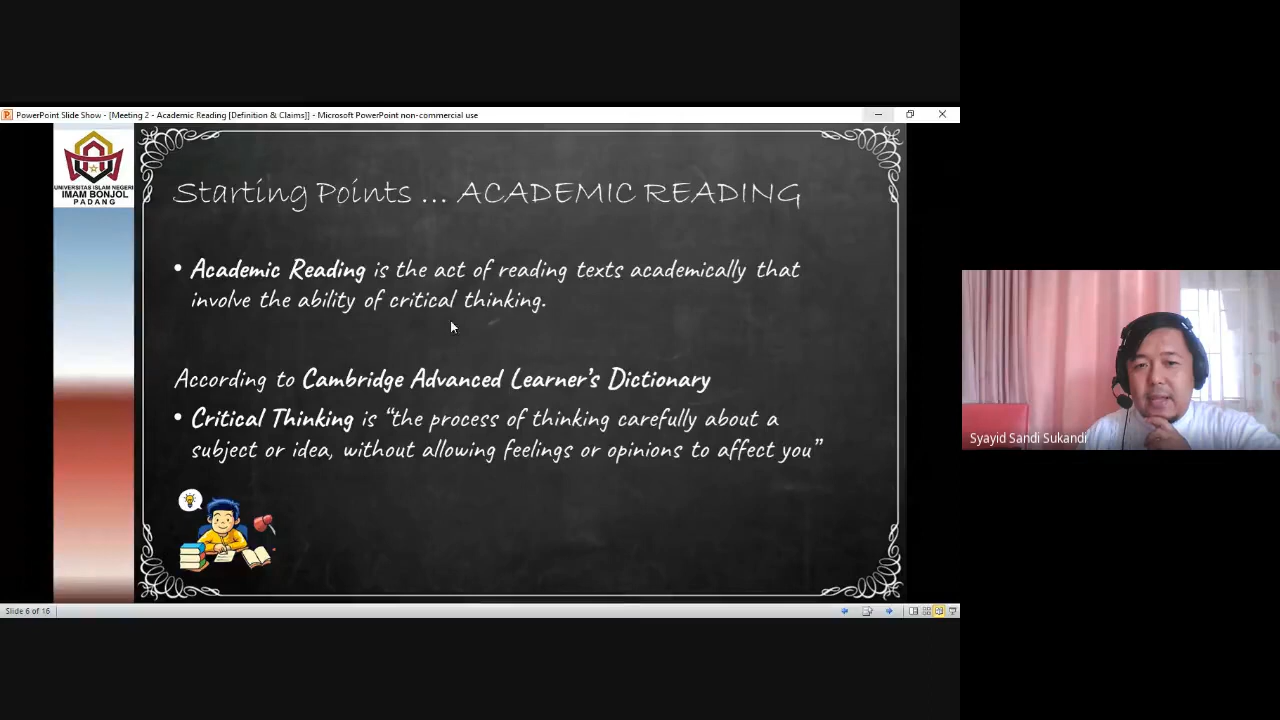 PowerPoint Slide Show - [Meeting 2 - Academic Reading [Definition & Claims]] - Microsoft PowerPoint non-commercial use
UNIVERSITAS ISLAM NEGERI
IMAM BONJOL
PADANG
Starting Points ... ACADEMIC READING
• Academic Reading is the act of reading texts academically that
involve the ability of critical thinking.
According to Cambridge Advanced Learner's Dictionary
• Critical Thinking is “the process of thinking carefully about a
subject or idea, without allowing feelings or opinions to affect you”
Syayid Sandi Sukandi
Slide 6 of 16